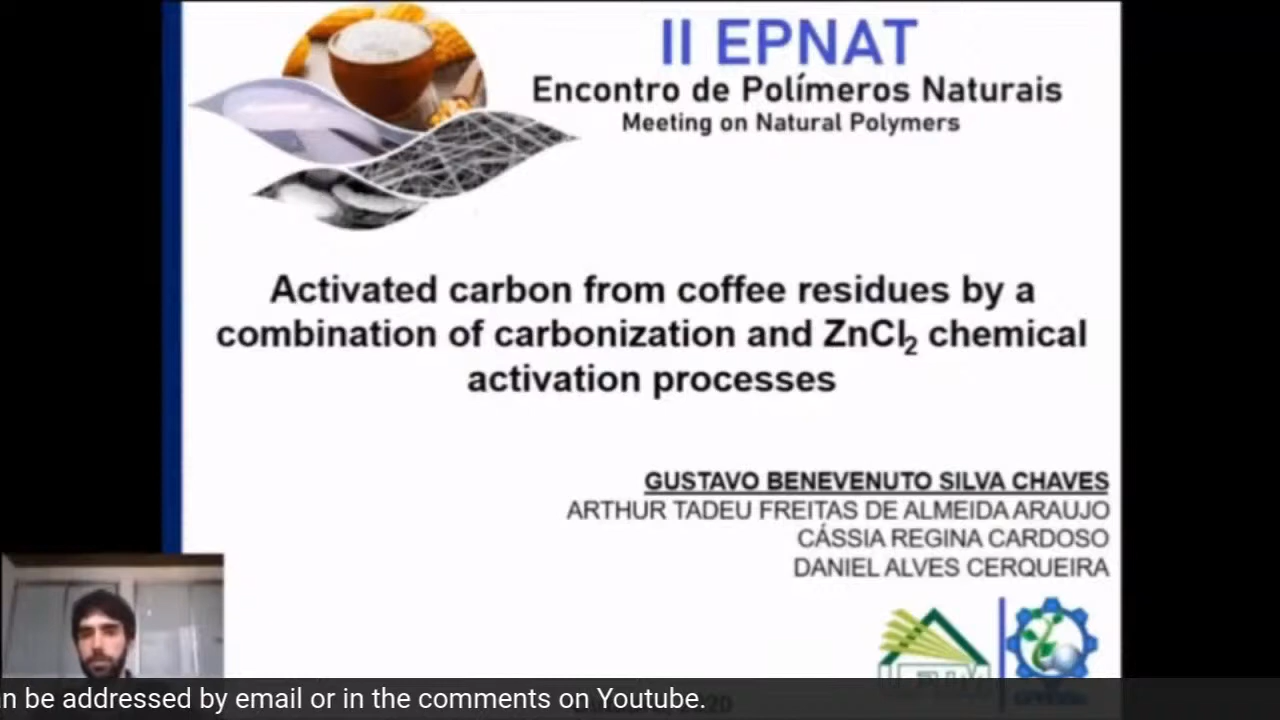 II EPNAT
Encontro de Polímeros Naturais
Meeting on Natural Polymers
Activated carbon from coffee residues by a
combination of carbonization and ZnCl₂ chemical
activation processes
GUSTAVO BENEVENUTO SILVA CHAVES
ARTHUR TADEU FREITAS DE ALMEIDA ARAUJO
CÁSSIA REGINA CARDOSO
DANIEL ALVES CERQUEIRA
n be addressed by email or in the comments on Youtube.